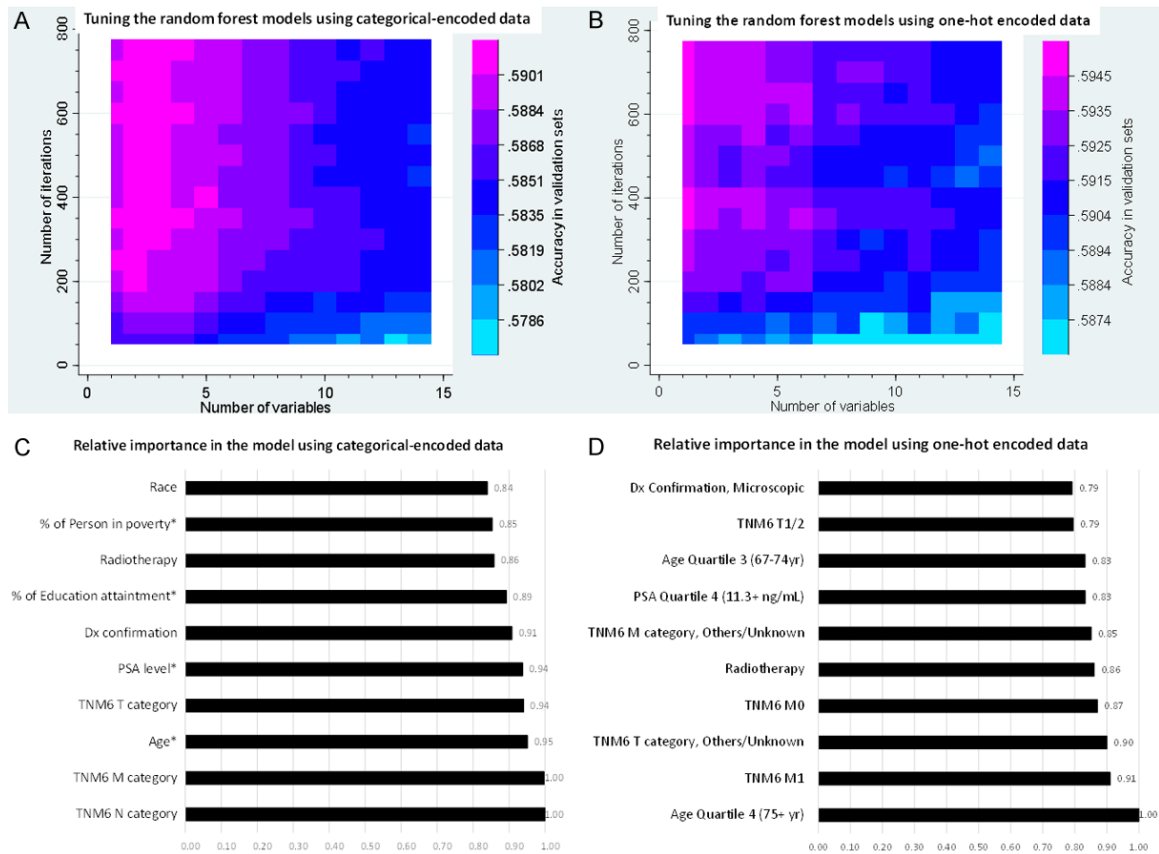 A
Tuning the random forest models using categorical-encoded data
800
600
400
200
0
Number of iterations
0 5 10 15
Number of variables
.5901
.5884
.5868
.5851
.5835
.5819
.5802
.5786
Accuracy in validation sets
B
Tuning the random forest models using one-hot encoded data
800
600
400
200
0
Number of iterations
0 5 10 15
Number of variables
.5945
.5935
.5925
.5915
.5904
.5894
.5884
.5874
Accuracy in validation sets
C
Relative importance in the model using categorical-encoded data
Race 0.84
% of Person in poverty* 0.85
Radiotherapy 0.86
% of Education attaintment* 0.89
Dx confirmation 0.91
PSA level* 0.94
TNM6 T category 0.94
Age* 0.95
TNM6 M category 1.00
TNM6 N category 1.00
0.00 0.10 0.20 0.30 0.40 0.50 0.60 0.70 0.80 0.90 1.00
D
Relative importance in the model using one-hot encoded data
Dx Confirmation, Microscopic 0.79
TNM6 T1/2 0.79
Age Quartile 3 (67-74yr) 0.83
PSA Quartile 4 (11.3+ ng/mL) 0.83
TNM6 M category, Others/Unknown 0.85
Radiotherapy 0.86
TNM6 M0 0.87
TNM6 T category, Others/Unknown 0.90
TNM6 M1 0.91
Age Quartile 4 (75+ yr) 1.00
0.00 0.10 0.20 0.30 0.40 0.50 0.60 0.70 0.80 0.90 1.00